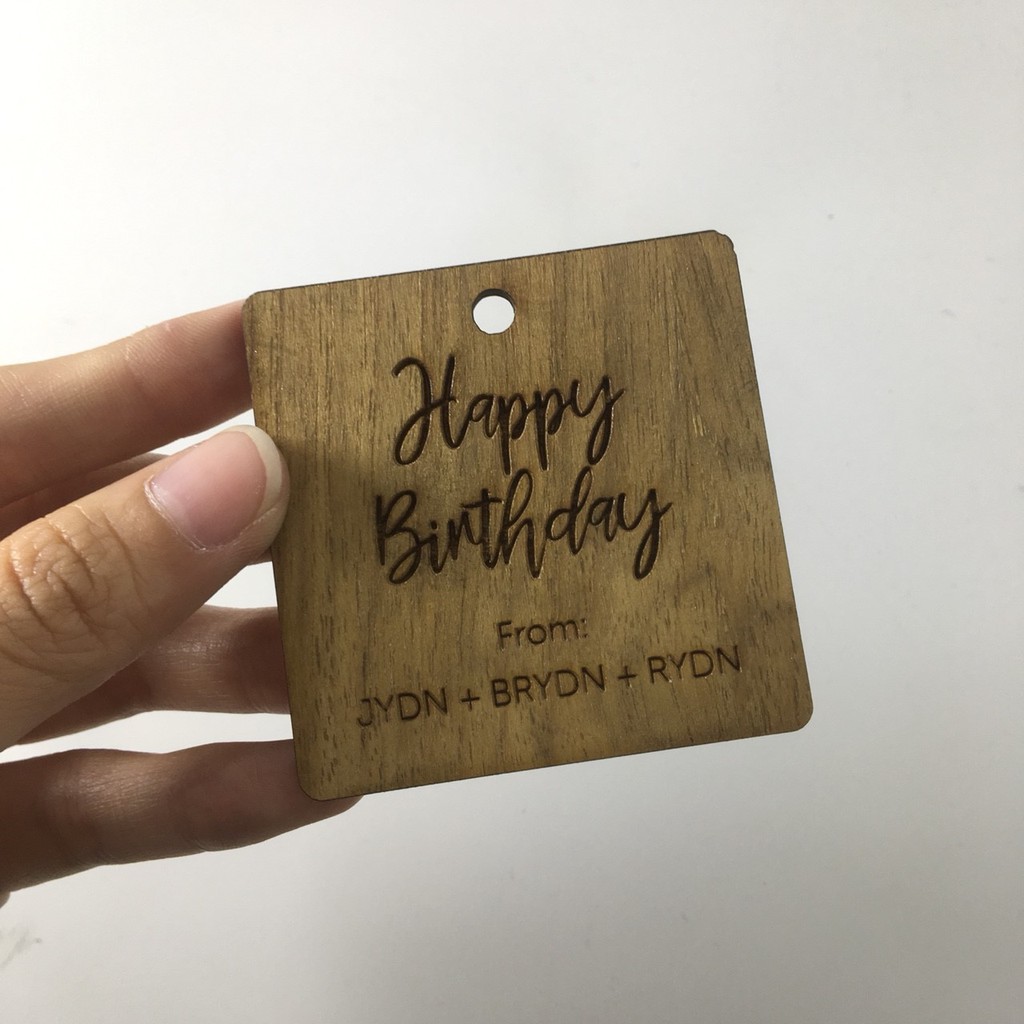 Happy
Birthday
From:
JYDN + BRYDN + RYDN